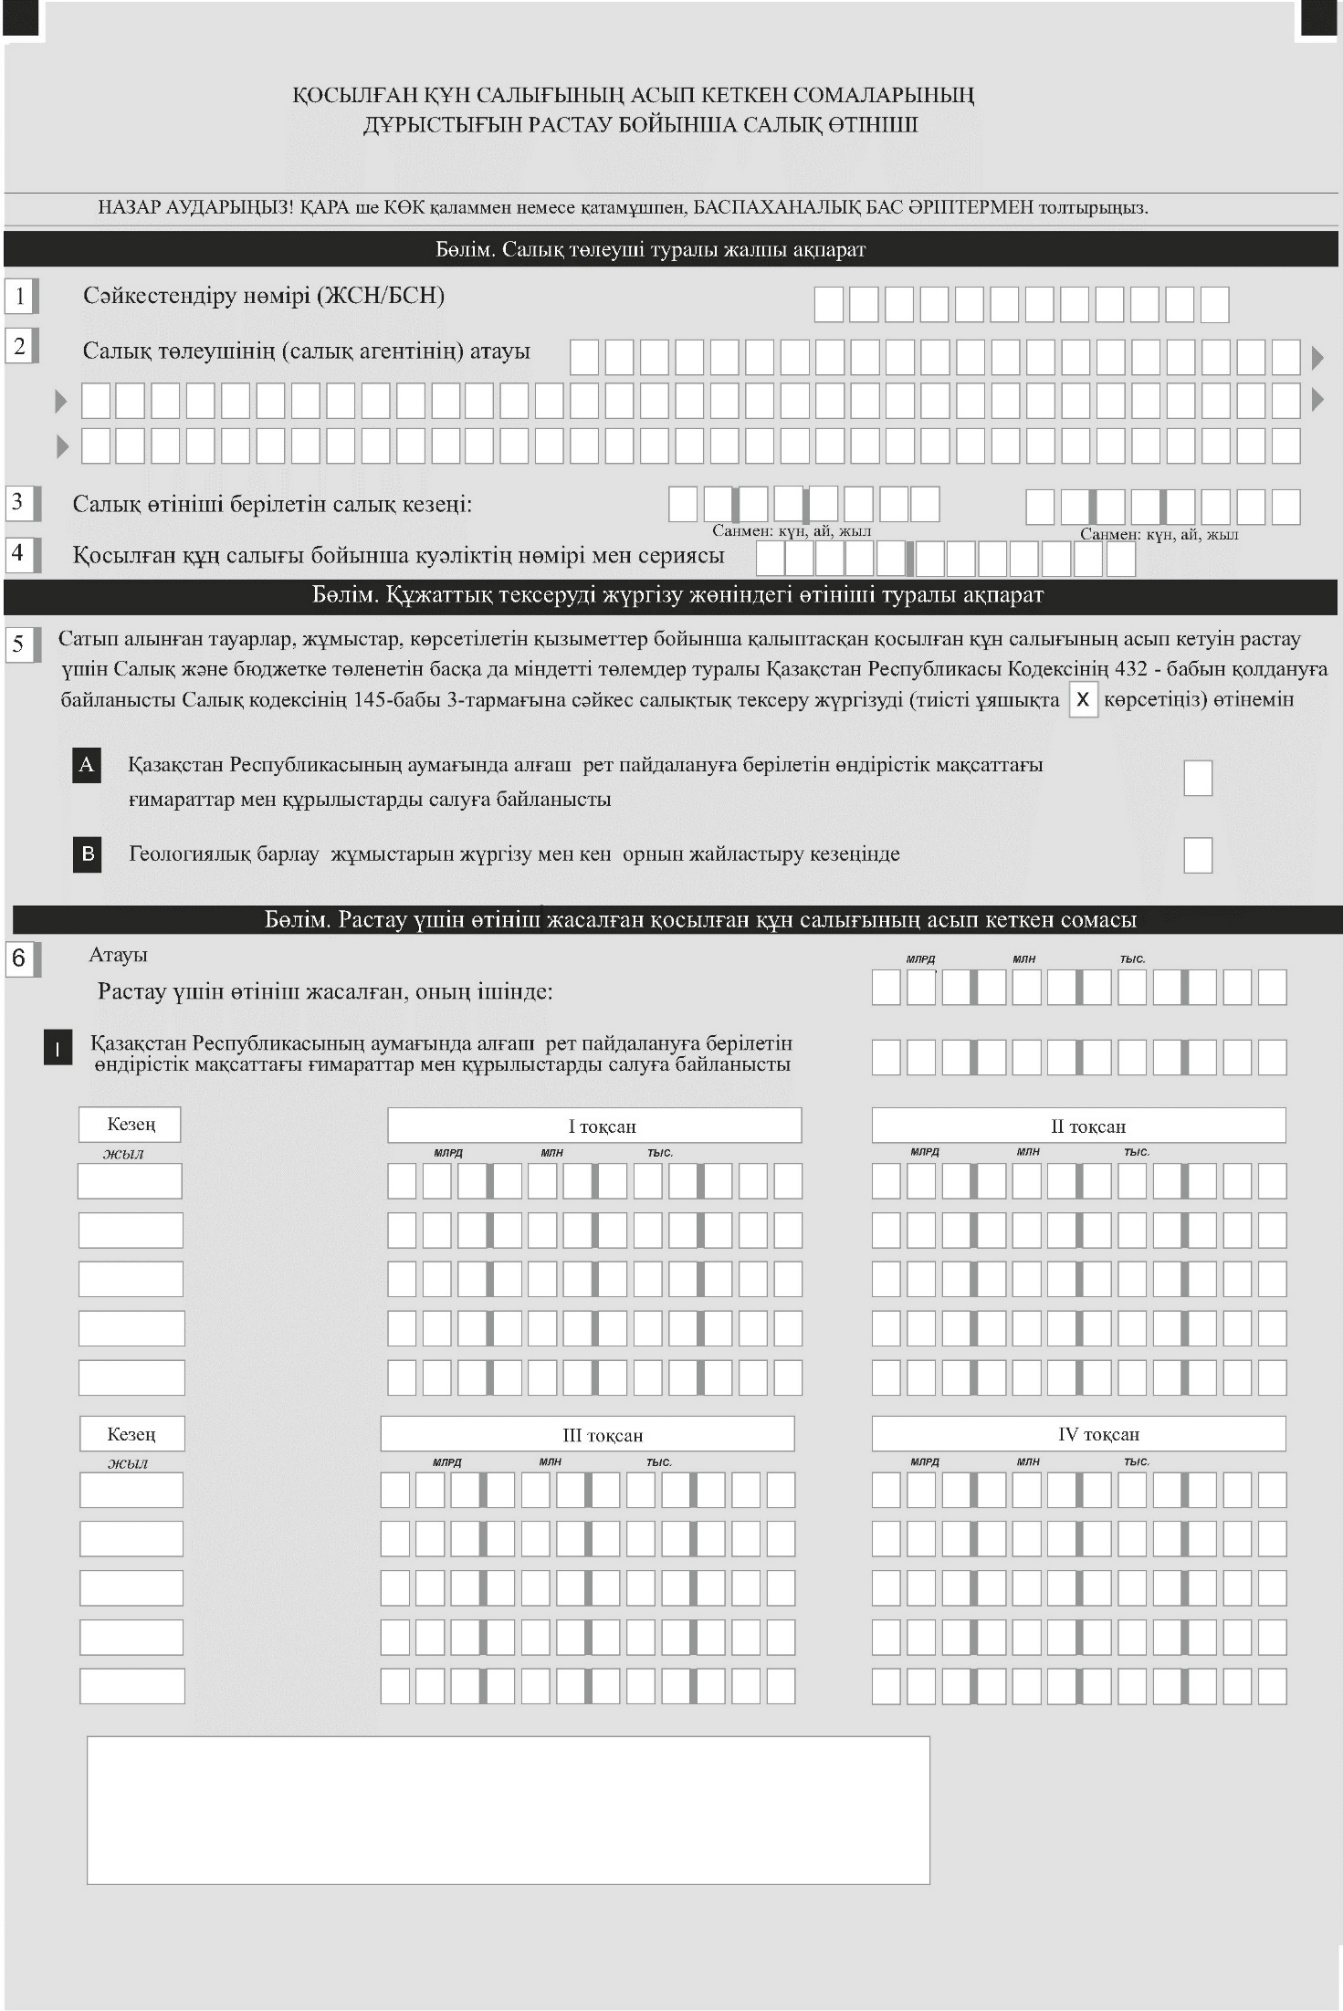 ҚОСЫЛҒАН ҚҰН САЛЫҒЫНЫҢ АСЫП КЕТКЕН СОМАЛАРЫНЫҢ
ДҰРЫСТЫҒЫН РАСТАУ БОЙЫНША САЛЫҚ ӨТІНІШІ
НАЗАР АУДАРЫҢЫЗ! ҚАРА ше КӨК қаламмен немесе қатамұшпен, БАСПАХАНАЛЫҚ БАС ӘРІПТЕРМЕН толтырыңыз.
Бөлім. Салық төлеуші туралы жалпы ақпарат
1 Сәйкестендіру нөмірі (ЖСН/БСН)
2 Салық төлеушінің (салық агентінің) атауы
3 Салық өтініші берілетін салық кезеңі:
Санмен: күн, ай, жыл Санмен: күн, ай, жыл
4 Қосылған құн салығы бойынша куәліктің нөмірі мен сериясы
Бөлім. Құжаттық тексеруді жүргізу жөніндегі өтініші туралы ақпарат
5 Сатып алынған тауарлар, жұмыстар, көрсетілетін қызыметтер бойынша қалыптасқан қосылған құн салығының асып кетуін растау
үшін Салық және бюджетке төленетін басқа да міндетті төлемдер туралы Қазақстан Республикасы Кодексінің 432 - бабын қолдануға
байланысты Салық кодексінің 145-бабы 3-тармағына сәйкес салықтық тексеру жүргізуді (тиісті ұяшықта X көрсетіңіз) өтінемін
A Қазақстан Республикасының аумағында алғаш рет пайдалануға берілетін өндірістік мақсаттағы
ғимараттар мен құрылыстарды салуға байланысты
B Геологиялық барлау жұмыстарын жүргізу мен кен орнын жайластыру кезеңінде
Бөлім. Растау үшін өтініш жасалған қосылған құн салығының асып кеткен сомасы
6 Атауы МЛРД МЛН ТЫС.
Растау үшін өтініш жасалған, оның ішінде:
I Қазақстан Республикасының аумағында алғаш рет пайдалануға берілетін
өндірістік мақсаттағы ғимараттар мен құрылыстарды салуға байланысты
Кезең I тоқсан II тоқсан
жыл МЛРД МЛН ТЫС. МЛРД МЛН ТЫС.
Кезең III тоқсан IV тоқсан
жыл МЛРД МЛН ТЫС. МЛРД МЛН ТЫС.